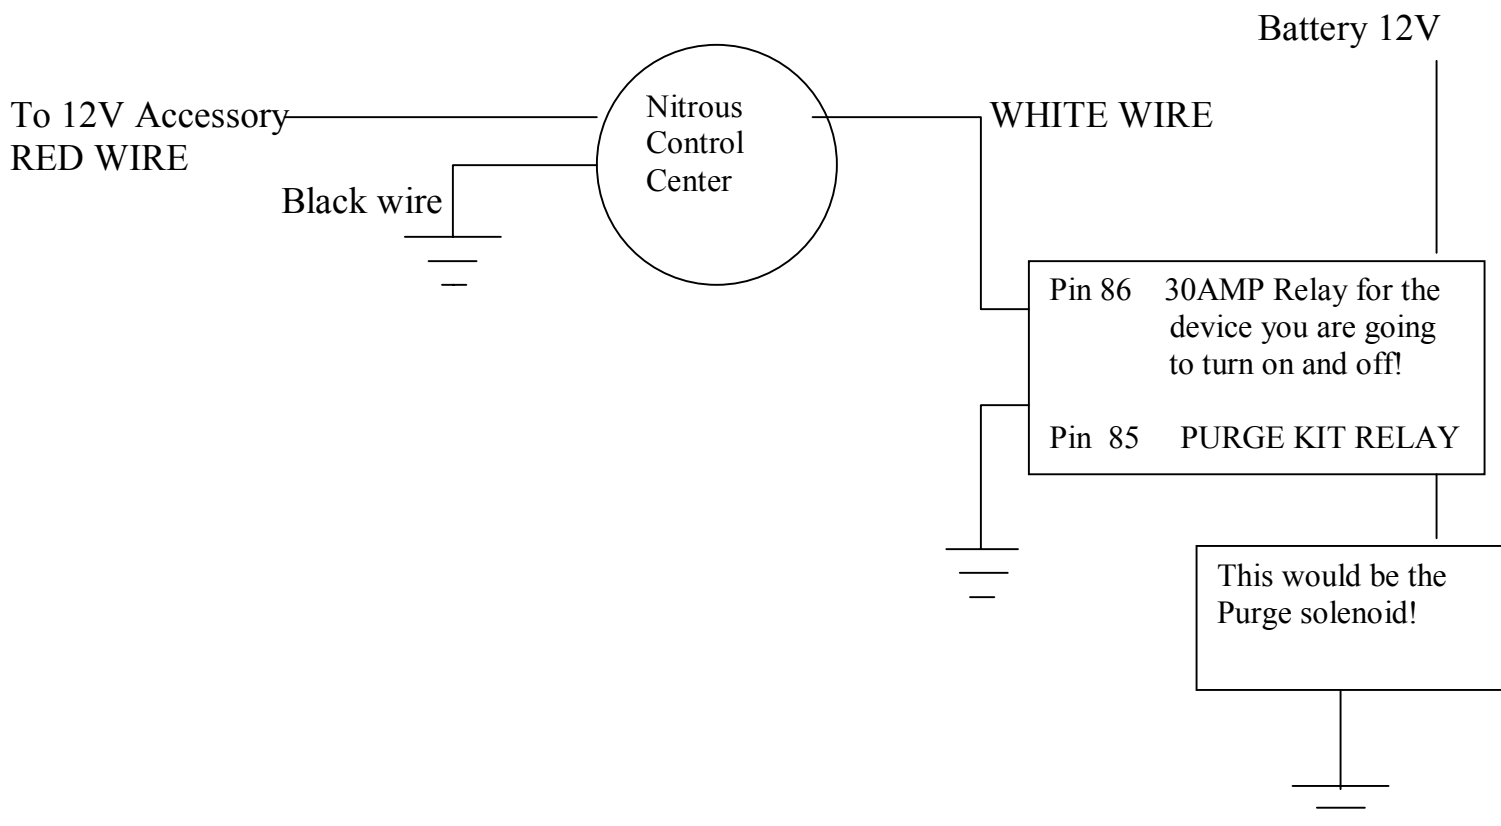 Battery 12V
To 12V Accessory
RED WIRE
Nitrous
Control
Center
WHITE WIRE
Black wire
Pin 86 30AMP Relay for the
device you are going
to turn on and off!
Pin 85 PURGE KIT RELAY
This would be the
Purge solenoid!